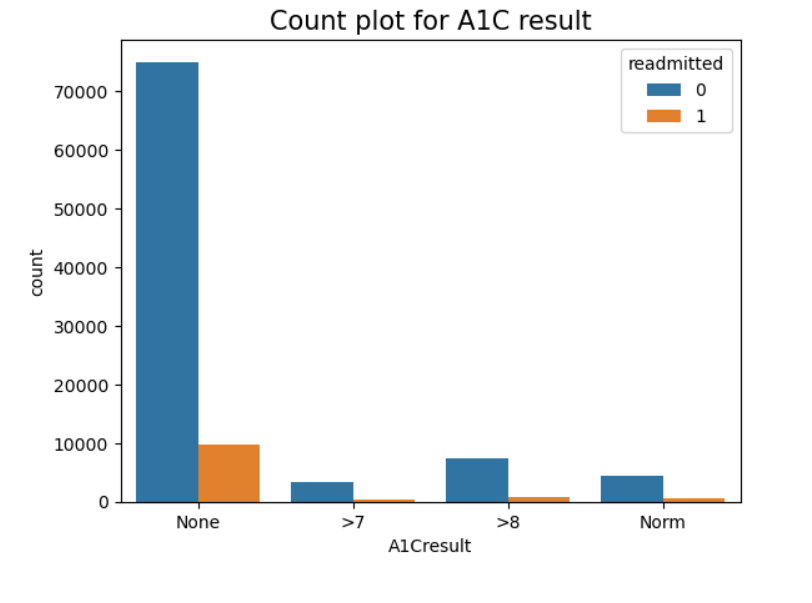 Count plot for A1C result
readmitted
0
1
70000
60000
50000
40000
30000
20000
10000
0
count
None >7 >8 Norm
A1Cresult